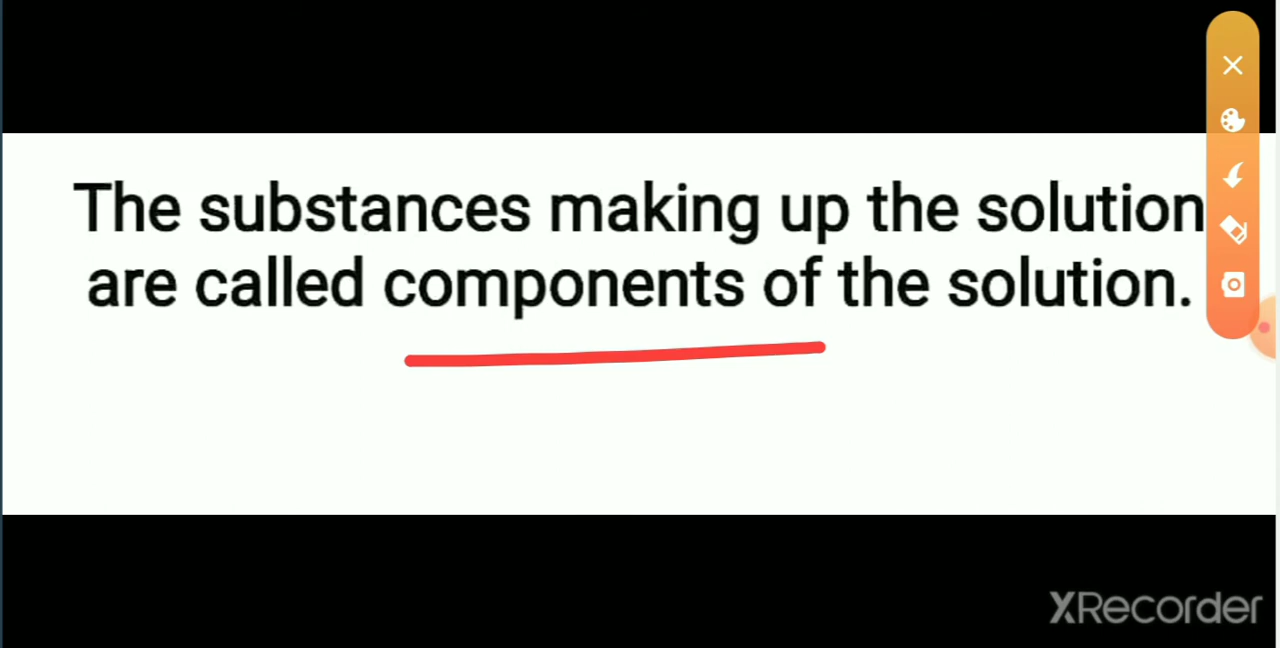 The substances making up the solution
are called components of the solution.
XRecorder